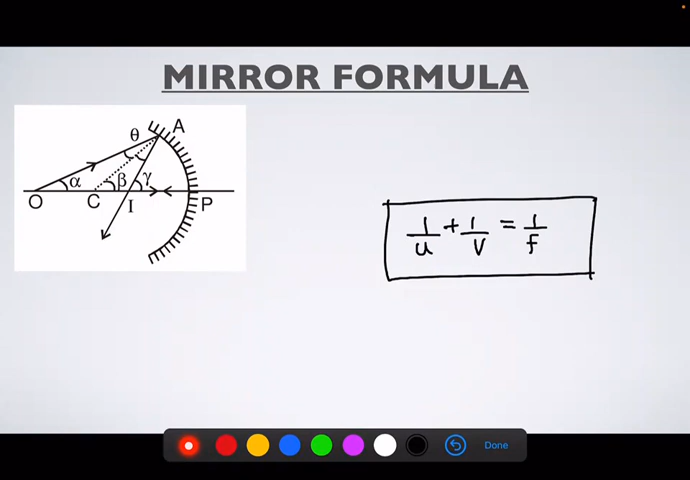 MIRROR FORMULA
θ A
α β γ
O C I P
1/u + 1/v = 1/f
Done